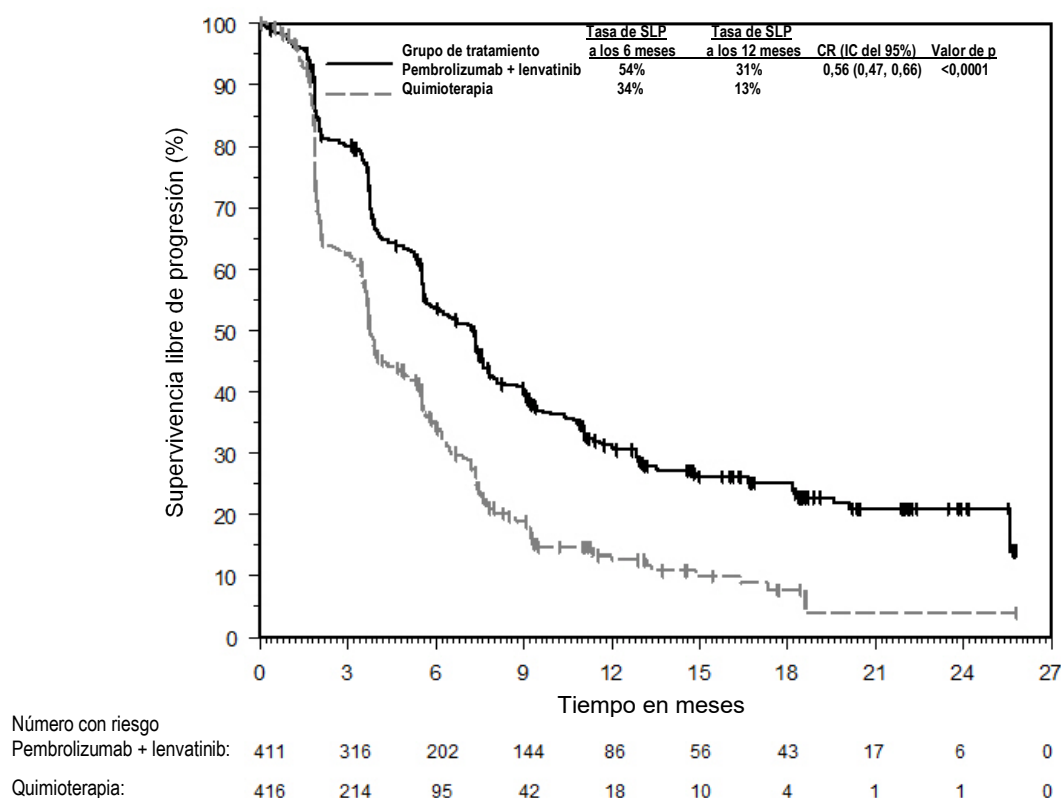 Tasa de SLP Tasa de SLP
Grupo de tratamiento a los 6 meses a los 12 meses CR (IC del 95%) Valor de p
Pembrolizumab + lenvatinib 54% 31% 0,56 (0,47, 0,66) <0,0001
Quimioterapia 34% 13%
Supervivencia libre de progresión (%)
100
90
80
70
60
50
40
30
20
10
0
0 3 6 9 12 15 18 21 24 27
Tiempo en meses
Número con riesgo
Pembrolizumab + lenvatinib: 411 316 202 144 86 56 43 17 6 0
Quimioterapia: 416 214 95 42 18 10 4 1 1 0